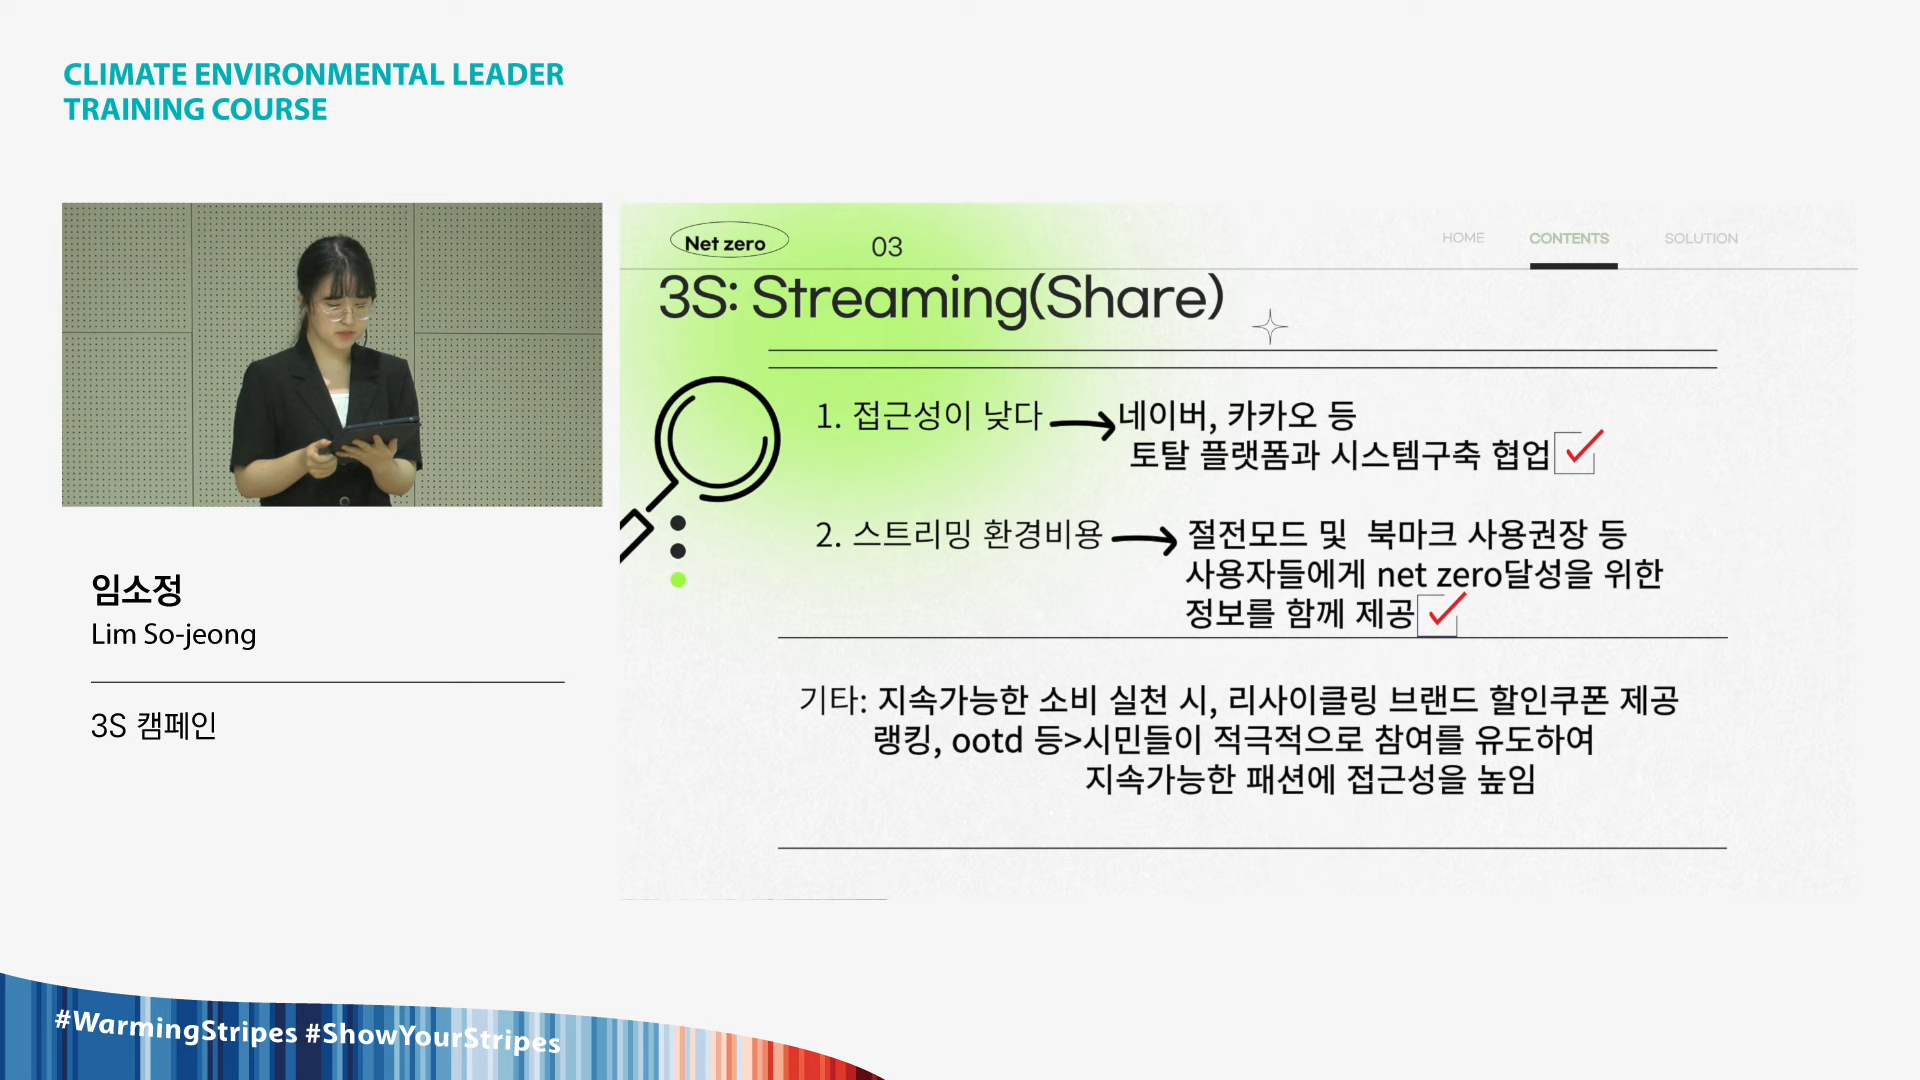 CLIMATE ENVIRONMENTAL LEADER
TRAINING COURSE
Net zero
03
HOME
CONTENTS
SOLUTION
3S: Streaming(Share)
1. 접근성이 낮다 네이버, 카카오 등
토탈 플랫폼과 시스템구축 협업
2. 스트리밍 환경비용 절전모드 및 북마크 사용권장 등
사용자들에게 net zero달성을 위한
정보를 함께 제공
기타: 지속가능한 소비 실천 시, 리사이클링 브랜드 할인쿠폰 제공
랭킹, ootd 등>시민들이 적극적으로 참여를 유도하여
지속가능한 패션에 접근성을 높임
임소정
Lim So-jeong
3S 캠페인
#WarmingStripes #ShowYourStripes